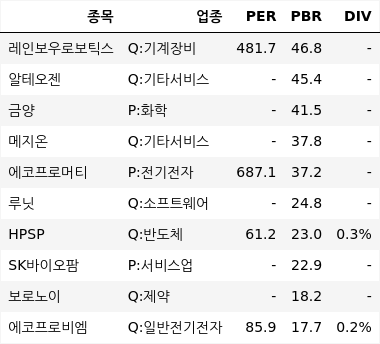 종목 업종 PER PBR DIV
레인보우로보틱스 Q:기계장비 481.7 46.8 -
알테오젠 Q:기타서비스 - 45.4 -
금양 P:화학 - 41.5 -
메지온 Q:기타서비스 - 37.8 -
에코프로머티 P:전기전자 687.1 37.2 -
루닛 Q:소프트웨어 - 24.8 -
HPSP Q:반도체 61.2 23.0 0.3%
SK바이오팜 P:서비스업 - 22.9 -
보로노이 Q:제약 - 18.2 -
에코프로비엠 Q:일반전기전자 85.9 17.7 0.2%